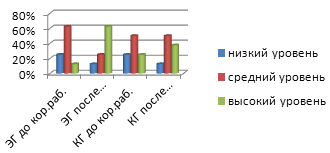 80%
60%
40%
20%
0%
ЭГ до кор.раб.
ЭГ после...
КГ до кор.раб.
КГ после...
низкий уровень
средний уровень
высокий уровень